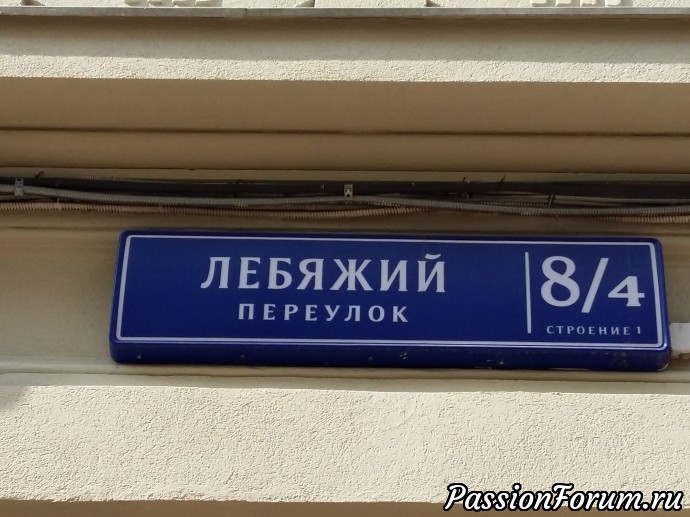 ЛЕБЯЖИЙ
ПЕРЕУЛОК
8/4
СТРОЕНИЕ 1
PassionForum.ru